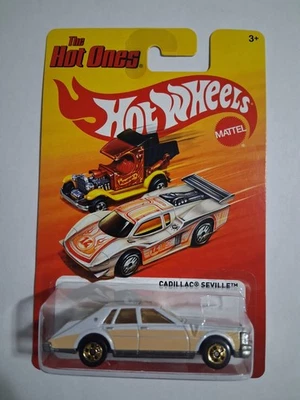 The
Hot Ones
3+
Hot Wheels
MATTEL
CADILLAC® SEVILLE™